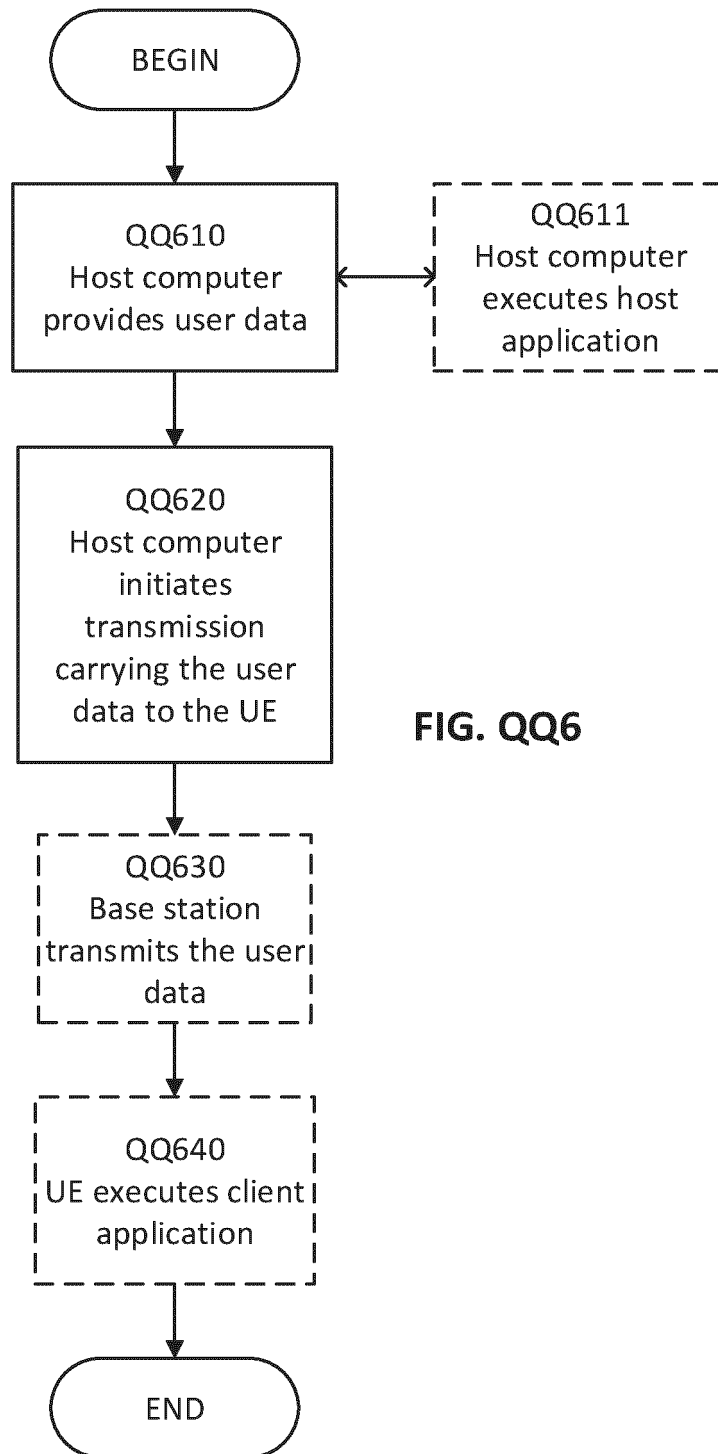 BEGIN
QQ610
Host computer
provides user data
QQ611
Host computer
executes host
application
QQ620
Host computer
initiates
transmission
carrying the user
data to the UE
FIG. QQ6
QQ630
Base station
transmits the user
data
QQ640
UE executes client
application
END